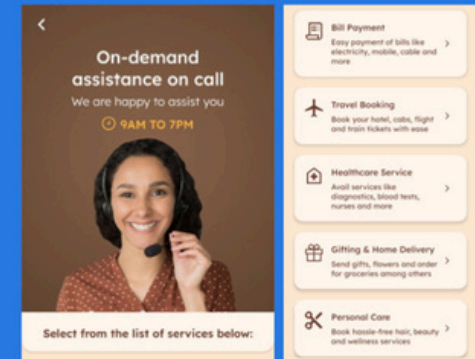 On-demand
assistance on call
We are happy to assist you
9AM TO 7PM
Select from the list of services below:
Bill Payment
Easy payment of bills like
electricity, mobile, cable and
more
Travel Booking
Book your hotel, cabs, flight
and train tickets with ease
Healthcare Service
Avail services like
diagnostics, blood tests,
nurses and more
Gifting & Home Delivery
Send gifts, flowers and order
for groceries among others
Personal Care
Book hassle-free hair, beauty
and wellness services